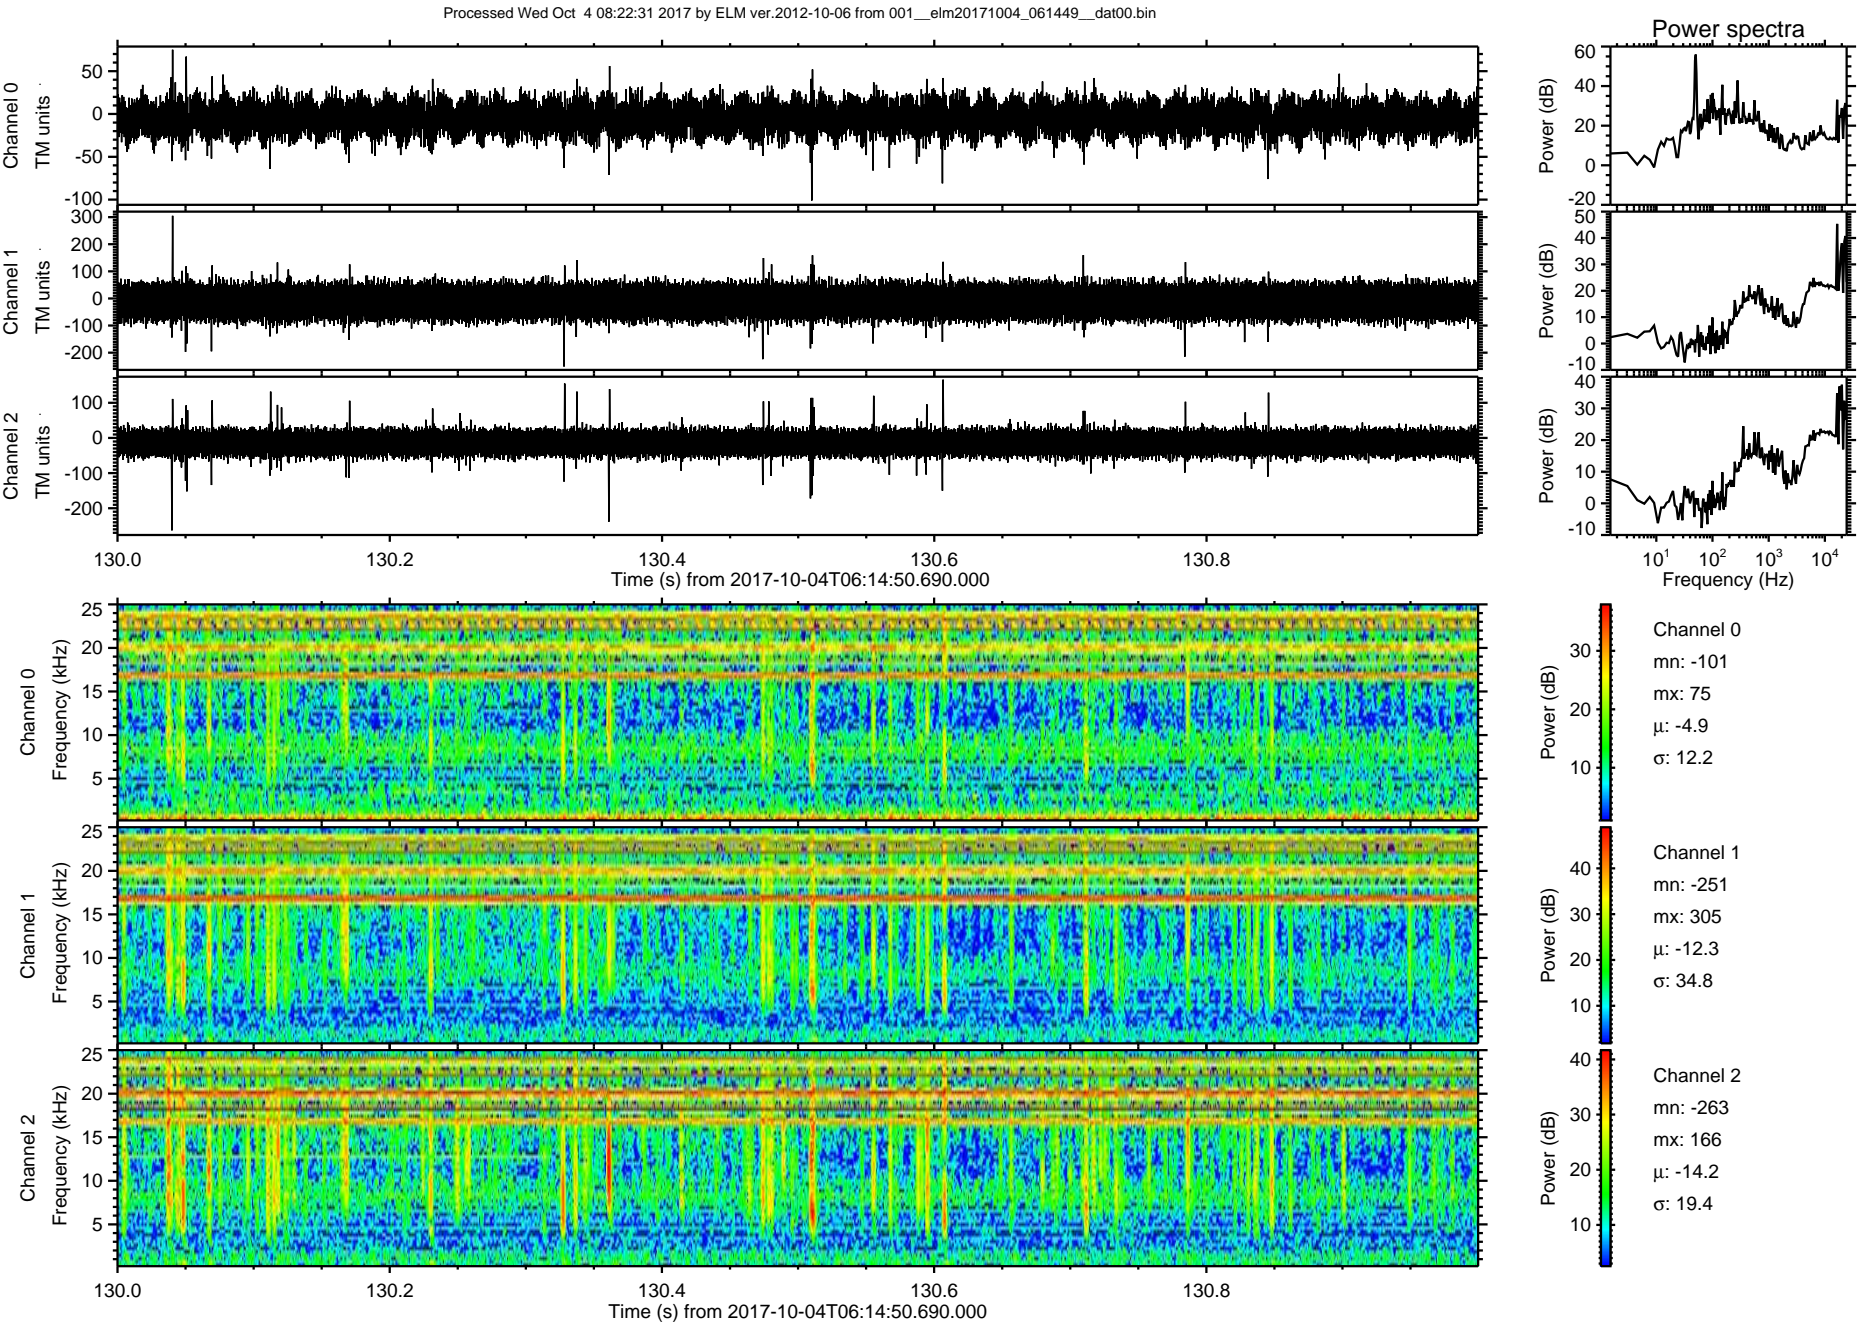 Processed Wed Oct  4 08:22:31 2017 by ELM ver.2012-10-06 from 001__elm20171004_061449__dat00.bin
Power spectra
Channel 0
TM units
50
0
-50
-100
Power (dB)
60
40
20
0
-20
Channel 1
TM units
300
200
100
0
-100
-200
Power (dB)
50
40
30
20
10
0
-10
Channel 2
TM units
100
0
-100
-200
Power (dB)
40
30
20
10
0
-10
130.0 130.2 130.4 130.6 130.8
Time (s) from 2017-10-04T06:14:50.690.000
10¹ 10² 10³ 10⁴
Frequency (Hz)
Channel 0
Frequency (kHz)
25
20
15
10
5
Power (dB)
30
20
10
Channel 0
mn: -101
mx: 75
μ: -4.9
σ: 12.2
Channel 1
Frequency (kHz)
25
20
15
10
5
Power (dB)
40
30
20
10
Channel 1
mn: -251
mx: 305
μ: -12.3
σ: 34.8
Channel 2
Frequency (kHz)
25
20
15
10
5
Power (dB)
40
30
20
10
Channel 2
mn: -263
mx: 166
μ: -14.2
σ: 19.4
130.0 130.2 130.4 130.6 130.8
Time (s) from 2017-10-04T06:14:50.690.000